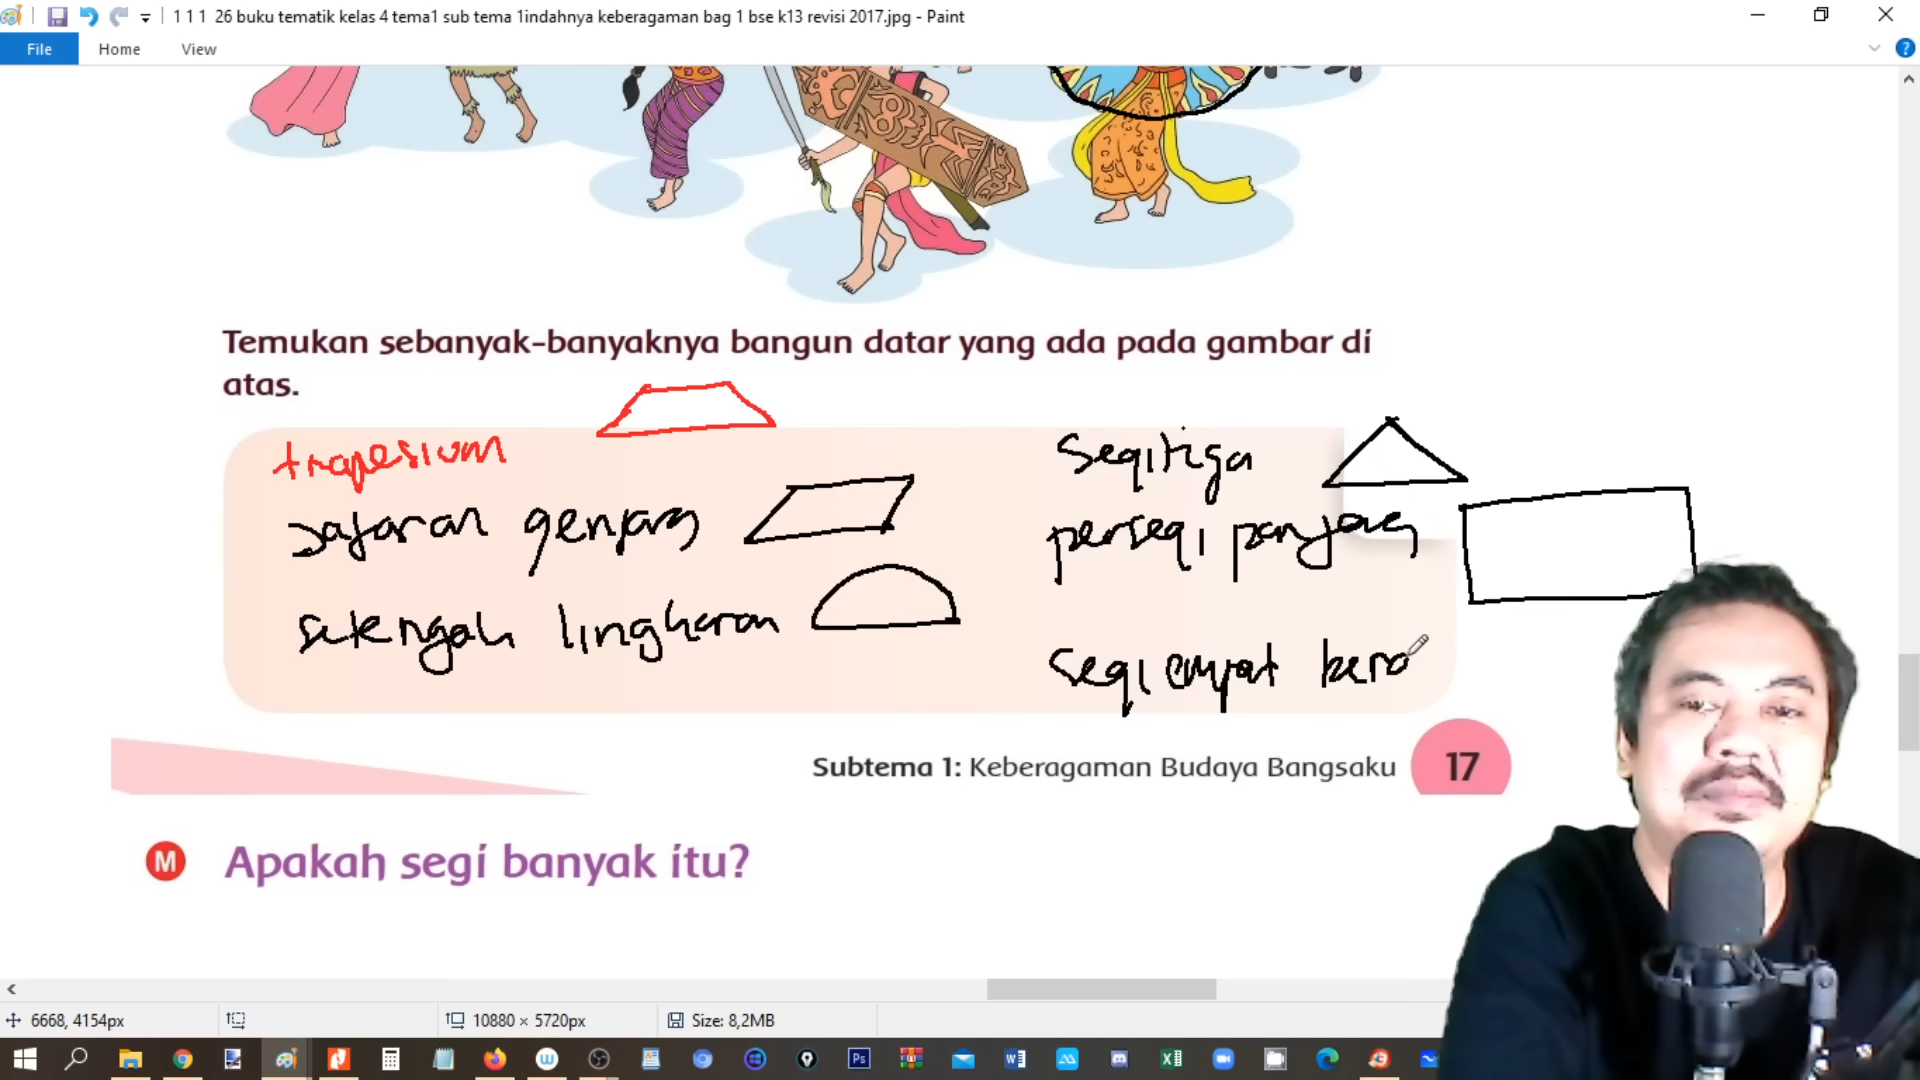 1 1 1 26 buku tematik kelas 4 tema1 sub tema 1indahnya keberagaman bag 1 bse k13 revisi 2017.jpg - Paint
File Home View
Temukan sebanyak-banyaknya bangun datar yang ada pada gambar di
atas.
trapesium
Segitiga
Jajaran genjang
persegi panjang
setengah lingkaran
segi empat bera
Subtema 1: Keberagaman Budaya Bangsaku 17
M Apakah segi banyak itu?
6668, 4154px
10880 × 5720px
Size: 8,2MB